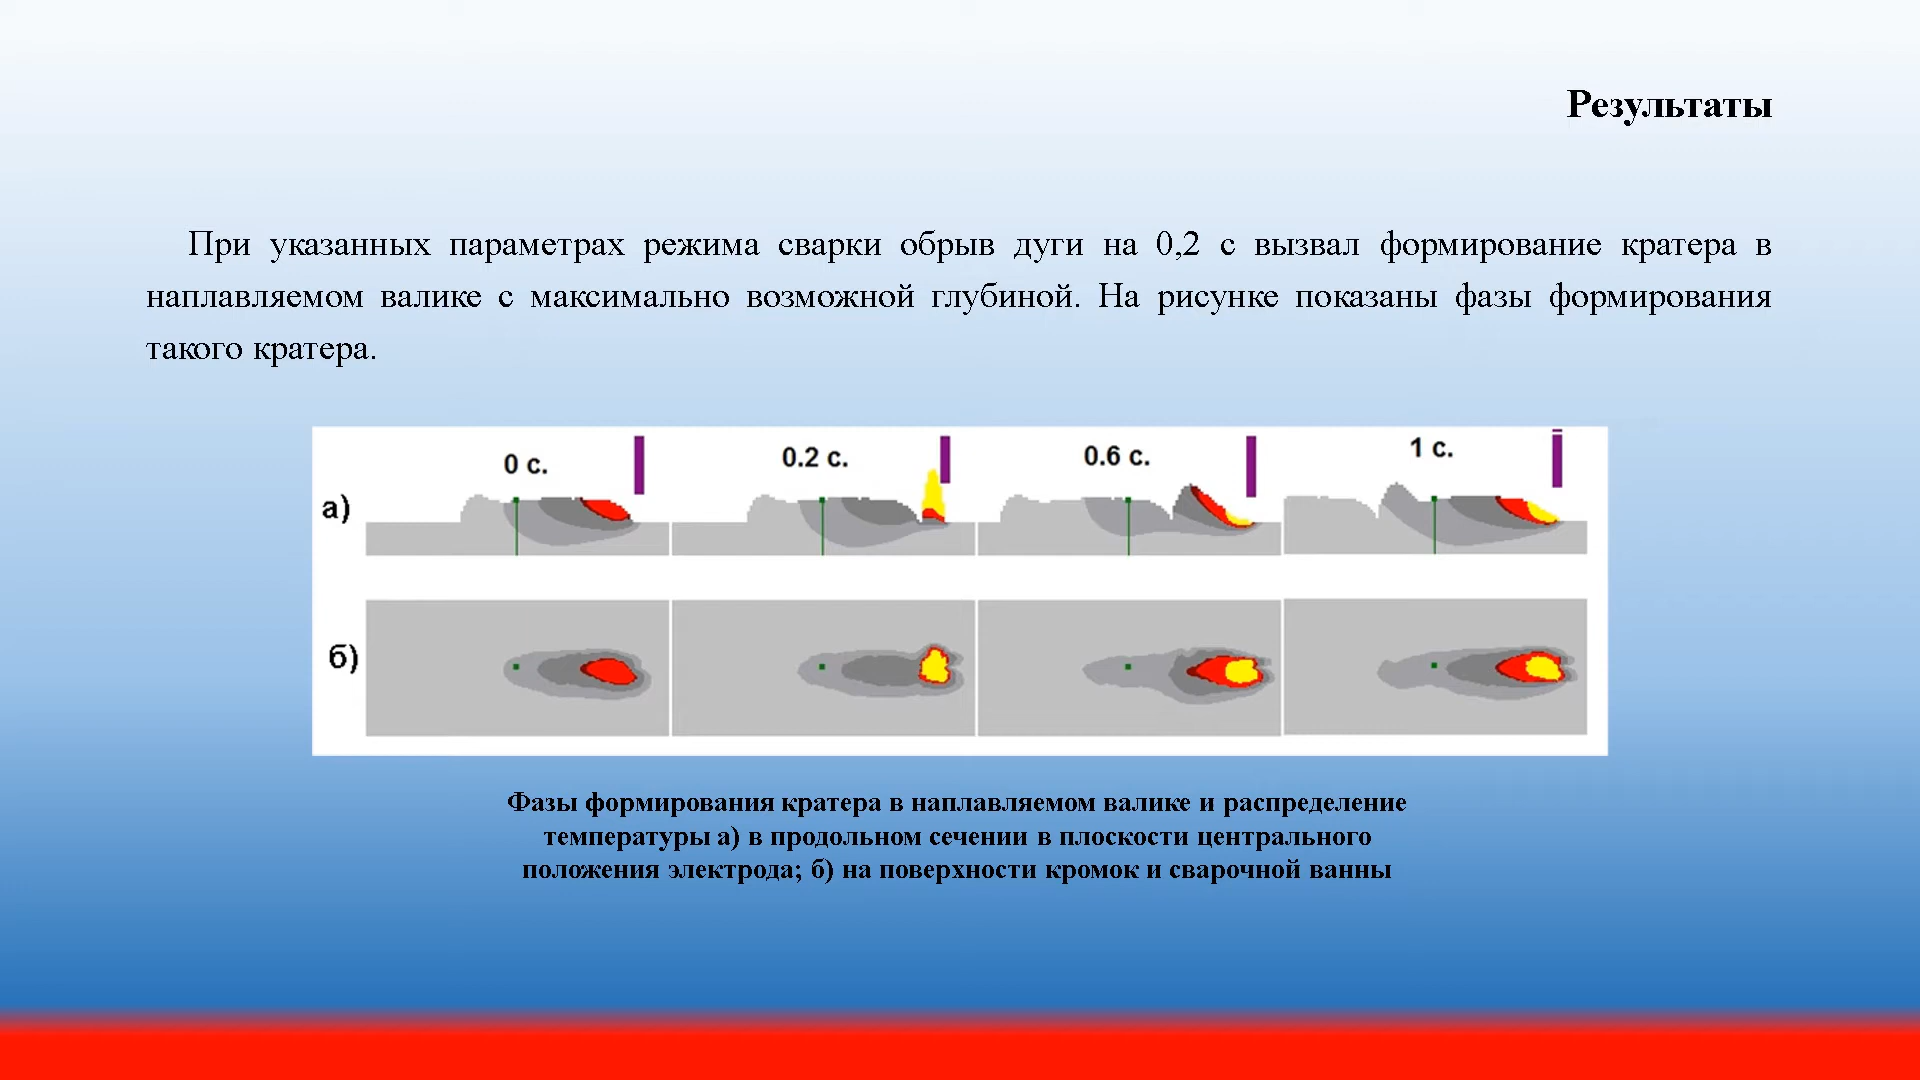 Результаты
При указанных параметрах режима сварки обрыв дуги на 0,2 с вызвал формирование кратера в
наплавляемом валике с максимально возможной глубиной. На рисунке показаны фазы формирования
такого кратера.
0 с.
0.2 с.
0.6 с.
1 с.
а)
б)
Фазы формирования кратера в наплавляемом валике и распределение
температуры а) в продольном сечении в плоскости центрального
положения электрода; б) на поверхности кромок и сварочной ванны